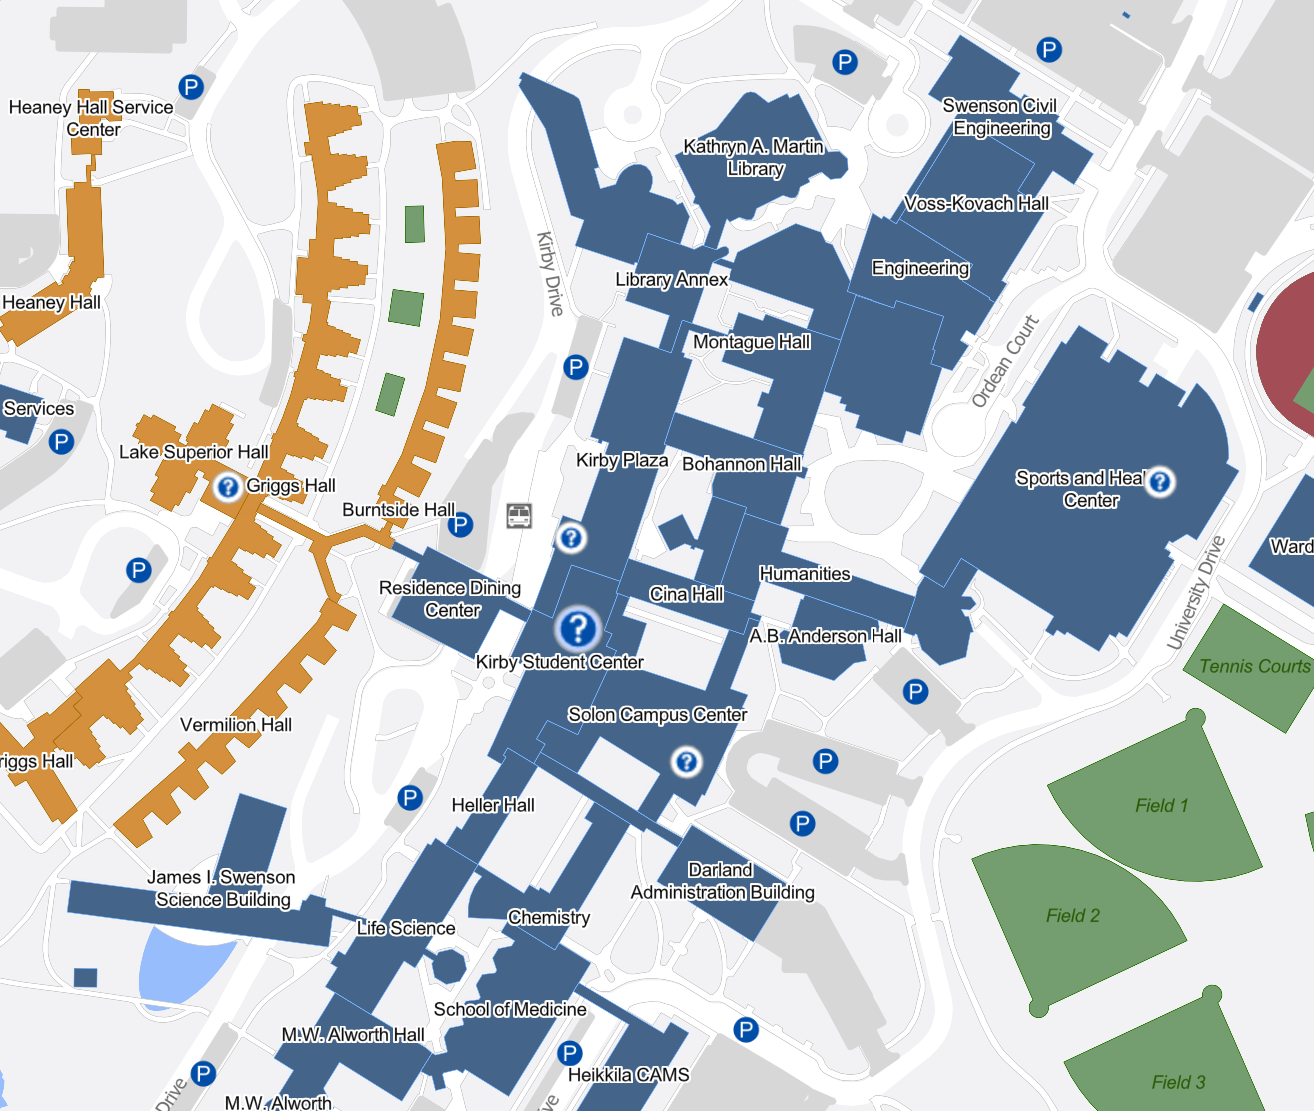 P
P
P
Heaney Hall Service
Center
Swenson Civil
Engineering
Kathryn A. Martin
Library
Voss-Kovach Hall
Kirby Drive
Engineering
Library Annex
Heaney Hall
Montague Hall
Ordean Court
P
Services
P
Lake Superior Hall
Kirby Plaza
Bohannon Hall
Sports and Heal
Center
?
?
Griggs Hall
Burntside Hall
P
?
Ward
P
Humanities
Residence Dining
Center
Cina Hall
University Drive
?
A.B. Anderson Hall
Kirby Student Center
Tennis Courts
P
Solon Campus Center
Vermilion Hall
riggs Hall
?
P
P
Heller Hall
Field 1
P
Darland
Administration Building
James I. Swenson
Science Building
Chemistry
Field 2
Life Science
School of Medicine
M.W. Alworth Hall
P
P
Heikkila CAMS
P
Field 3
Drive
ve
M.W. Alworth